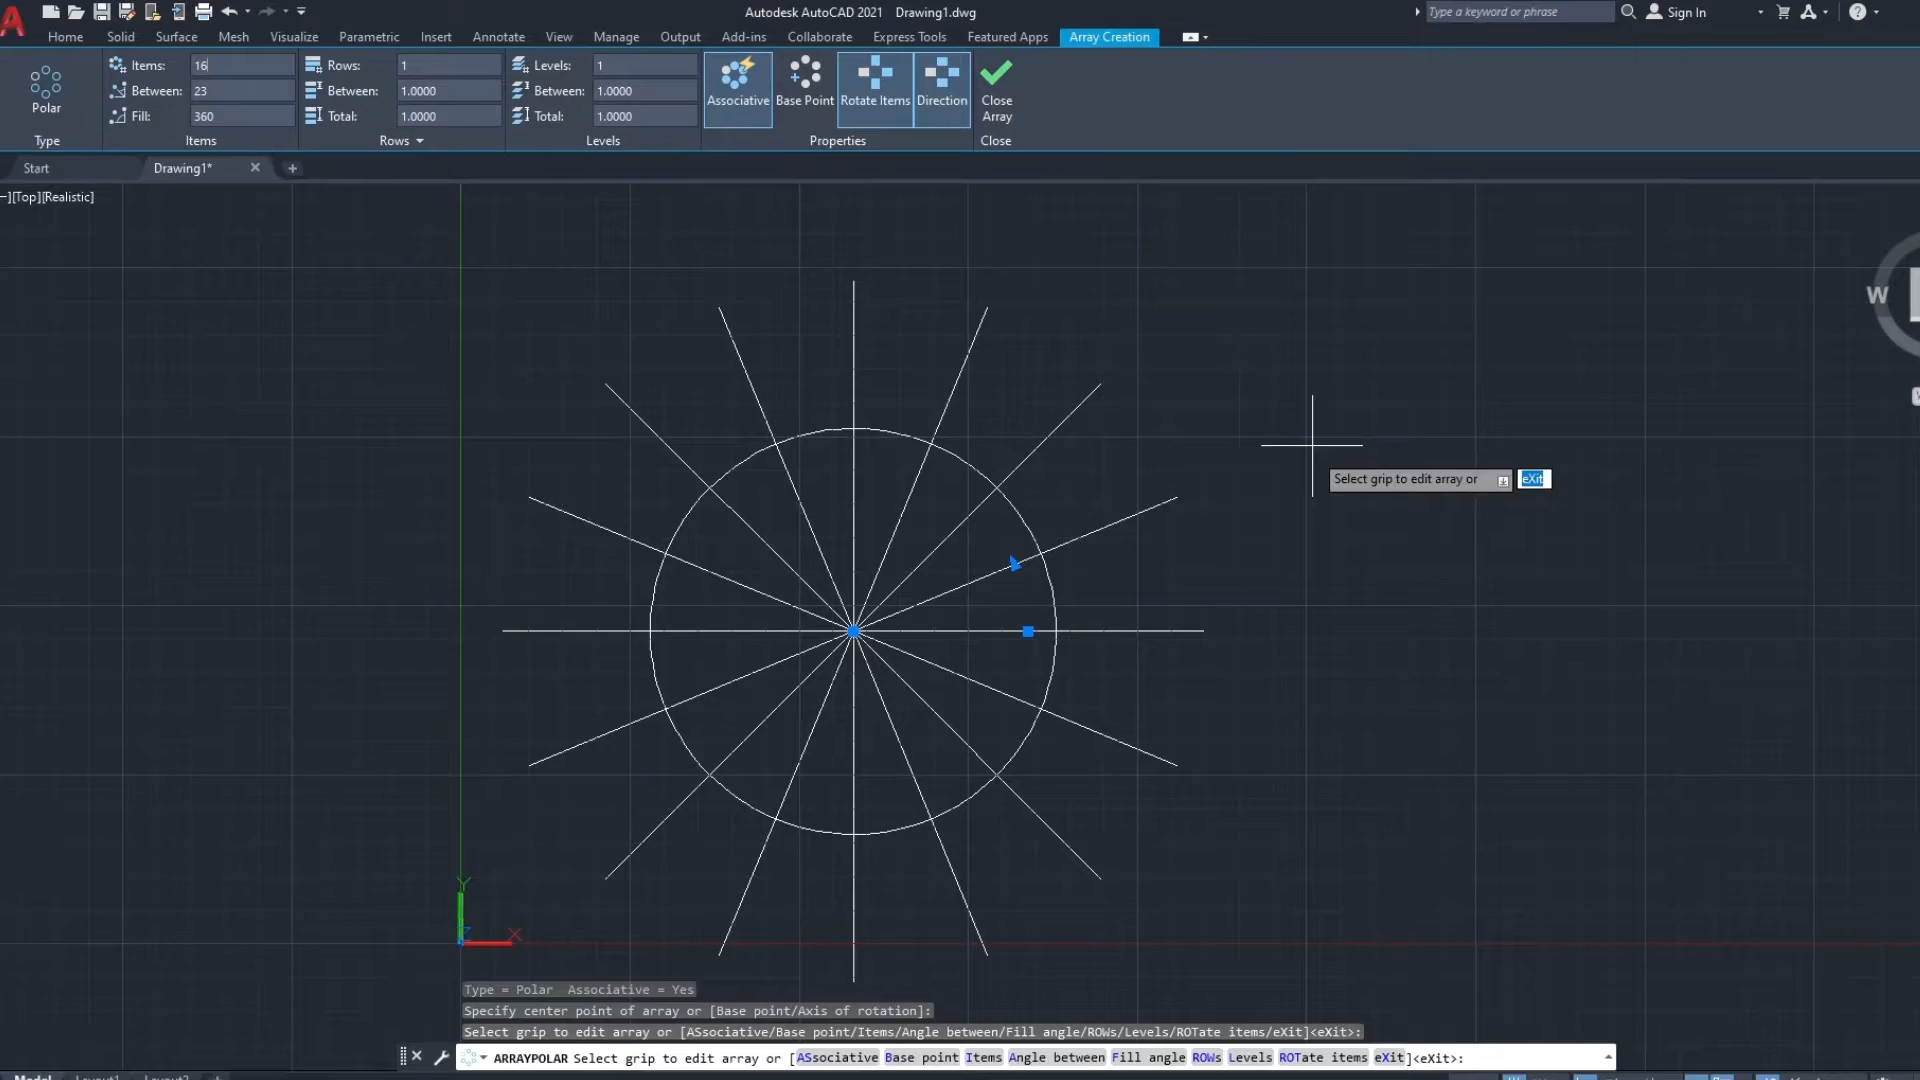 A
Autodesk AutoCAD 2021 Drawing1.dwg
Type a keyword or phrase
Sign In
?
Home Solid Surface Mesh Visualize Parametric Insert Annotate View Manage Output Add-ins Collaborate Express Tools Featured Apps Array Creation
Items: 16 Rows: 1 Levels: 1
Between: 23 Between: 1.0000 Between: 1.0000
Fill: 360 Total: 1.0000 Total: 1.0000
Polar
Associative Base Point Rotate Items Direction Close Array
Type Items Rows Levels Properties Close
Start Drawing1*
–][Top][Realistic]
W
Select grip to edit array or eXit
Y
Z
X
Type = Polar Associative = Yes
Specify center point of array or [Base point/Axis of rotation]:
Select grip to edit array or [ASsociative/Base point/Items/Angle between/Fill angle/ROWs/Levels/ROTate items/eXit]<eXit>:
ARRAYPOLAR Select grip to edit array or [ASsociative Base point Items Angle between Fill angle ROWs Levels ROTate items eXit]<eXit>:
Model Layout1 Layout2 +